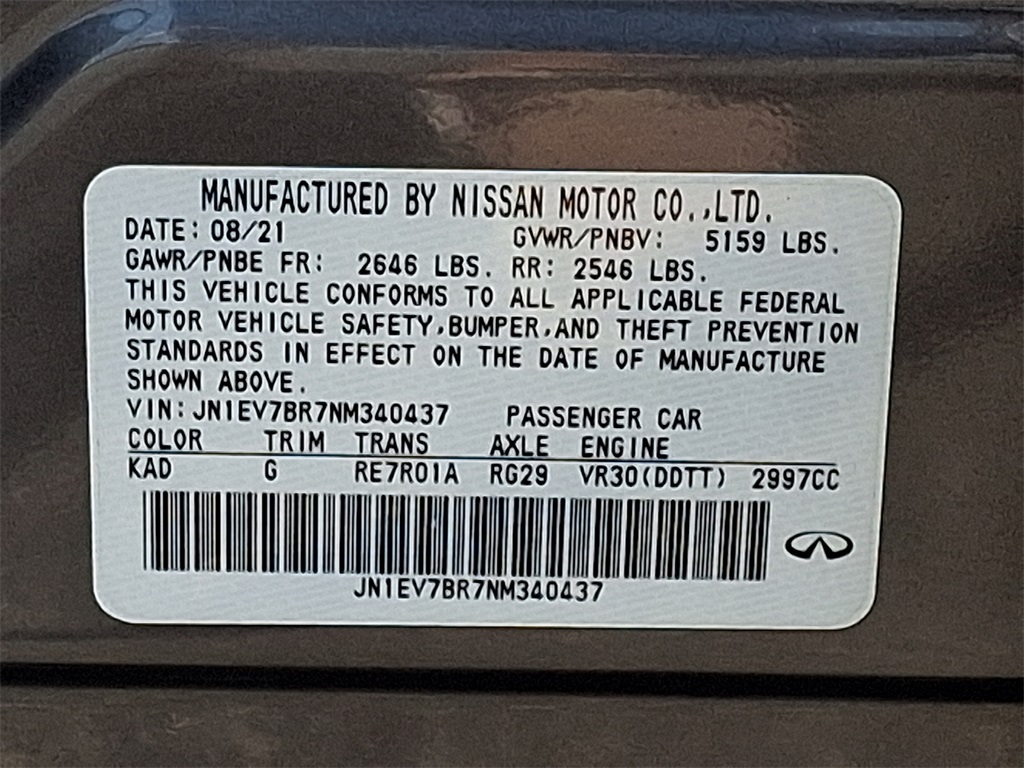 MANUFACTURED BY NISSAN MOTOR CO.,LTD.
DATE: 08/21 GVWR/PNBV: 5159 LBS.
GAWR/PNBE FR: 2646 LBS. RR: 2546 LBS.
THIS VEHICLE CONFORMS TO ALL APPLICABLE FEDERAL
MOTOR VEHICLE SAFETY,BUMPER,AND THEFT PREVENTION
STANDARDS IN EFFECT ON THE DATE OF MANUFACTURE
SHOWN ABOVE.
VIN: JN1EV7BR7NM340437 PASSENGER CAR
COLOR TRIM TRANS AXLE ENGINE
KAD G RE7R01A RG29 VR30(DDTT) 2997CC
JN1EV7BR7NM340437